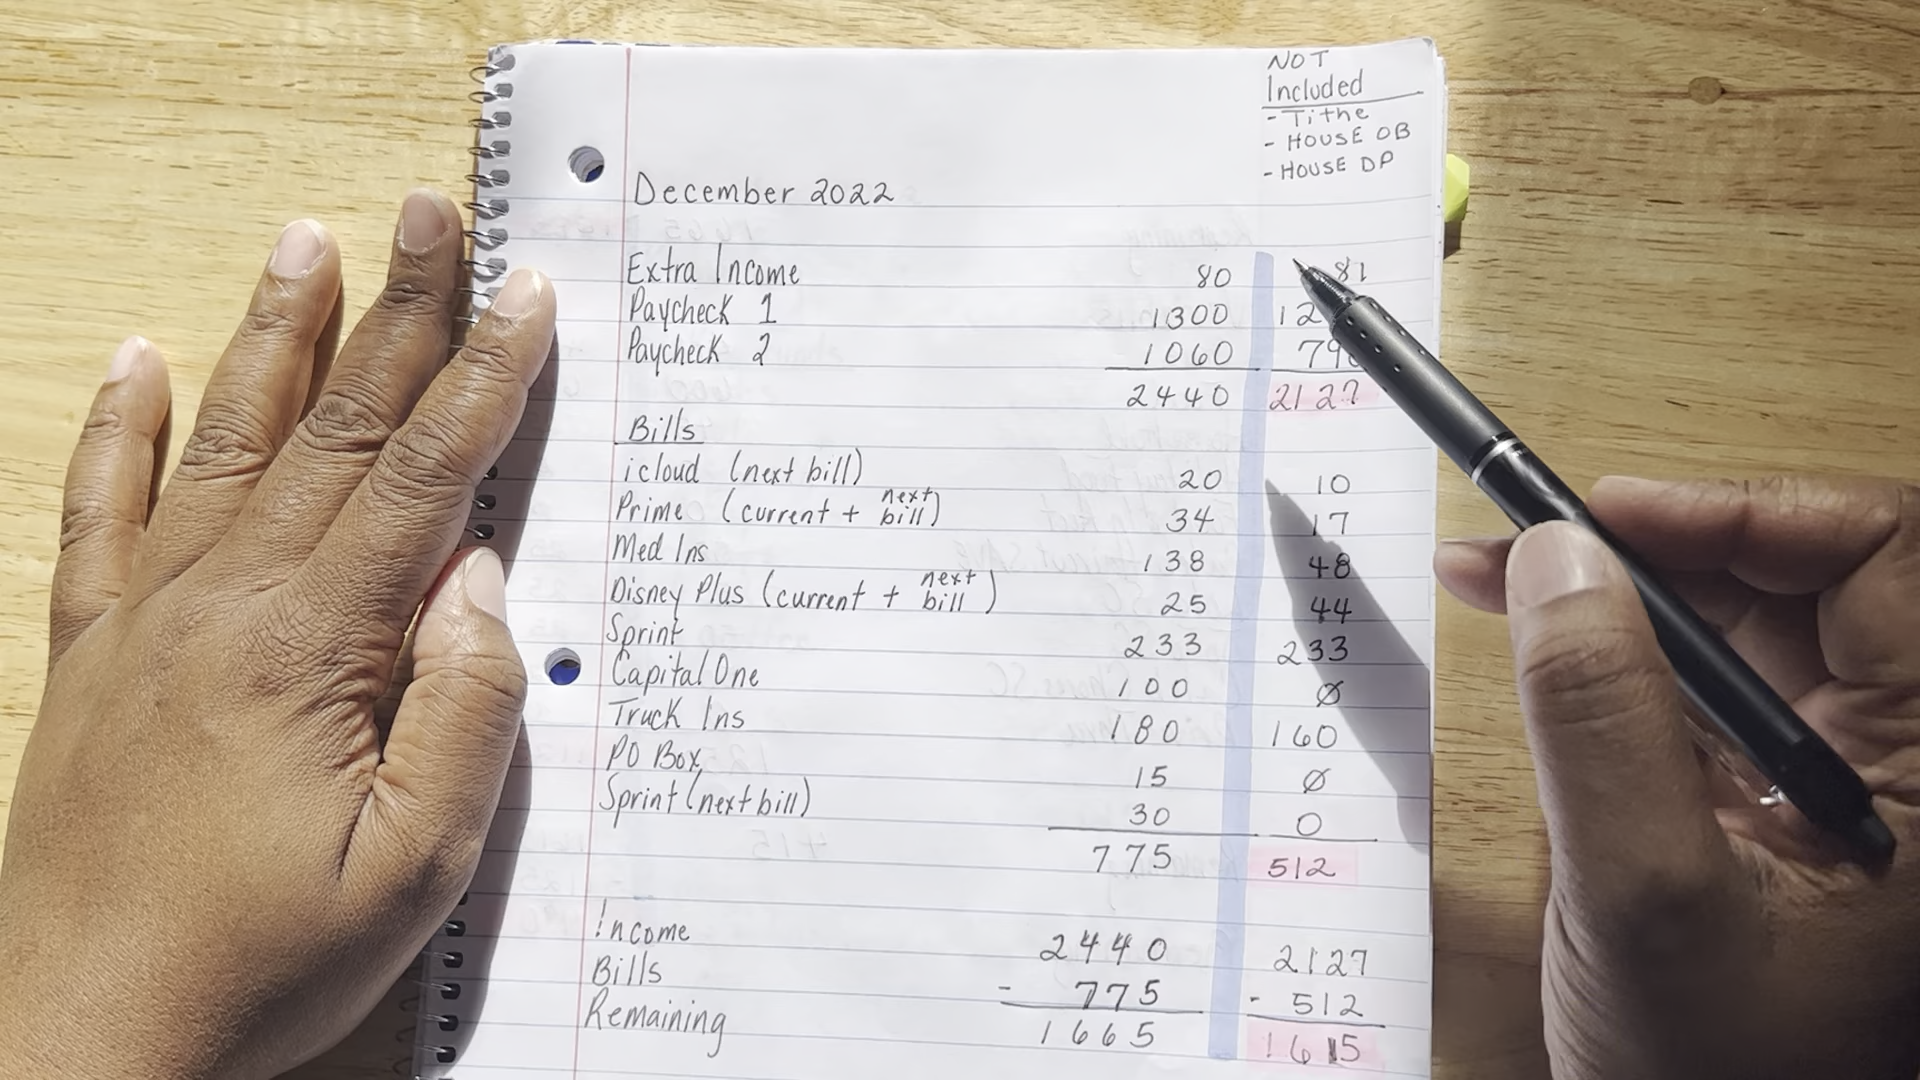 NOT
Included
- Tithe
- HOUSE OB
- HOUSE DP
December 2022
Extra Income 80 81
Paycheck 1 1300
Paycheck 2 1060
2440 2127
Bills
icloud (next bill) 20 10
Prime (current + next bill) 34 17
Med Ins 138 48
Disney Plus (current + next bill) 25 44
Sprint 233 233
Capital One 100 Ø
Truck Ins 180 160
PO Box 15 Ø
Sprint (next bill) 30 0
775 512
Income 2440 2127
Bills - 775 - 512
Remaining 1665 1615